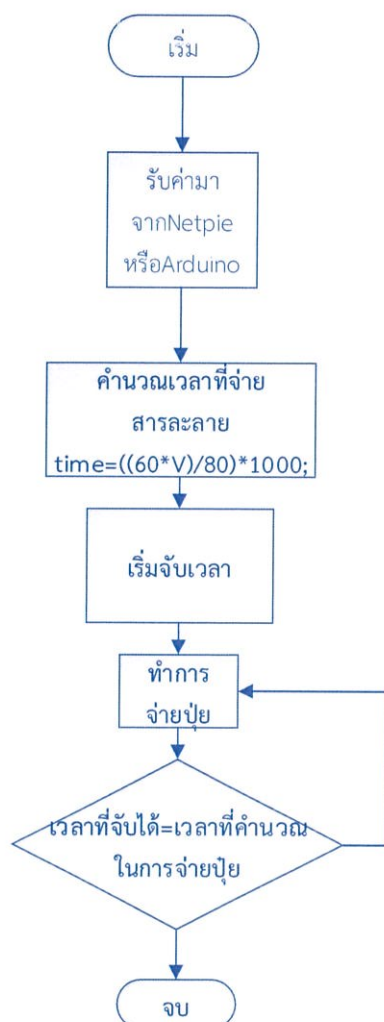 เริ่ม
รับค่ามา
จากNetpie
หรือArduino
คำนวณเวลาที่จ่าย
สารละลาย
time=((60*V)/80)*1000;
เริ่มจับเวลา
ทำการ
จ่ายปุ๋ย
เวลาที่จับได้=เวลาที่คำนวณ
ในการจ่ายปุ๋ย
จบ